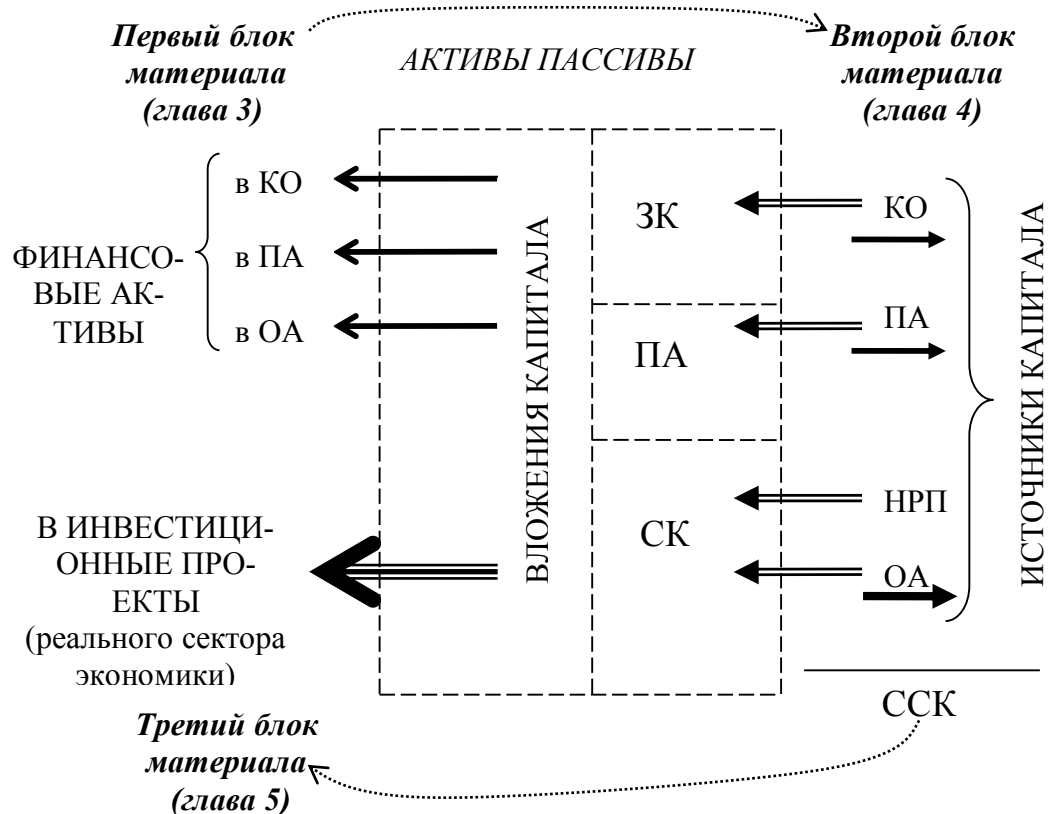 Первый блок
материала
(глава 3)
АКТИВЫ ПАССИВЫ
Второй блок
материала
(глава 4)
в КО
в ПА
в ОА
ФИНАНСО-
ВЫЕ АК-
ТИВЫ
В ИНВЕСТИЦИ-
ОННЫЕ ПРО-
ЕКТЫ
(реального сектора
экономики)
ВЛОЖЕНИЯ КАПИТАЛА
ЗК
ПА
СК
КО
ПА
НРП
ОА
ИСТОЧНИКИ КАПИТАЛА
ССК
Третий блок
материала
(глава 5)